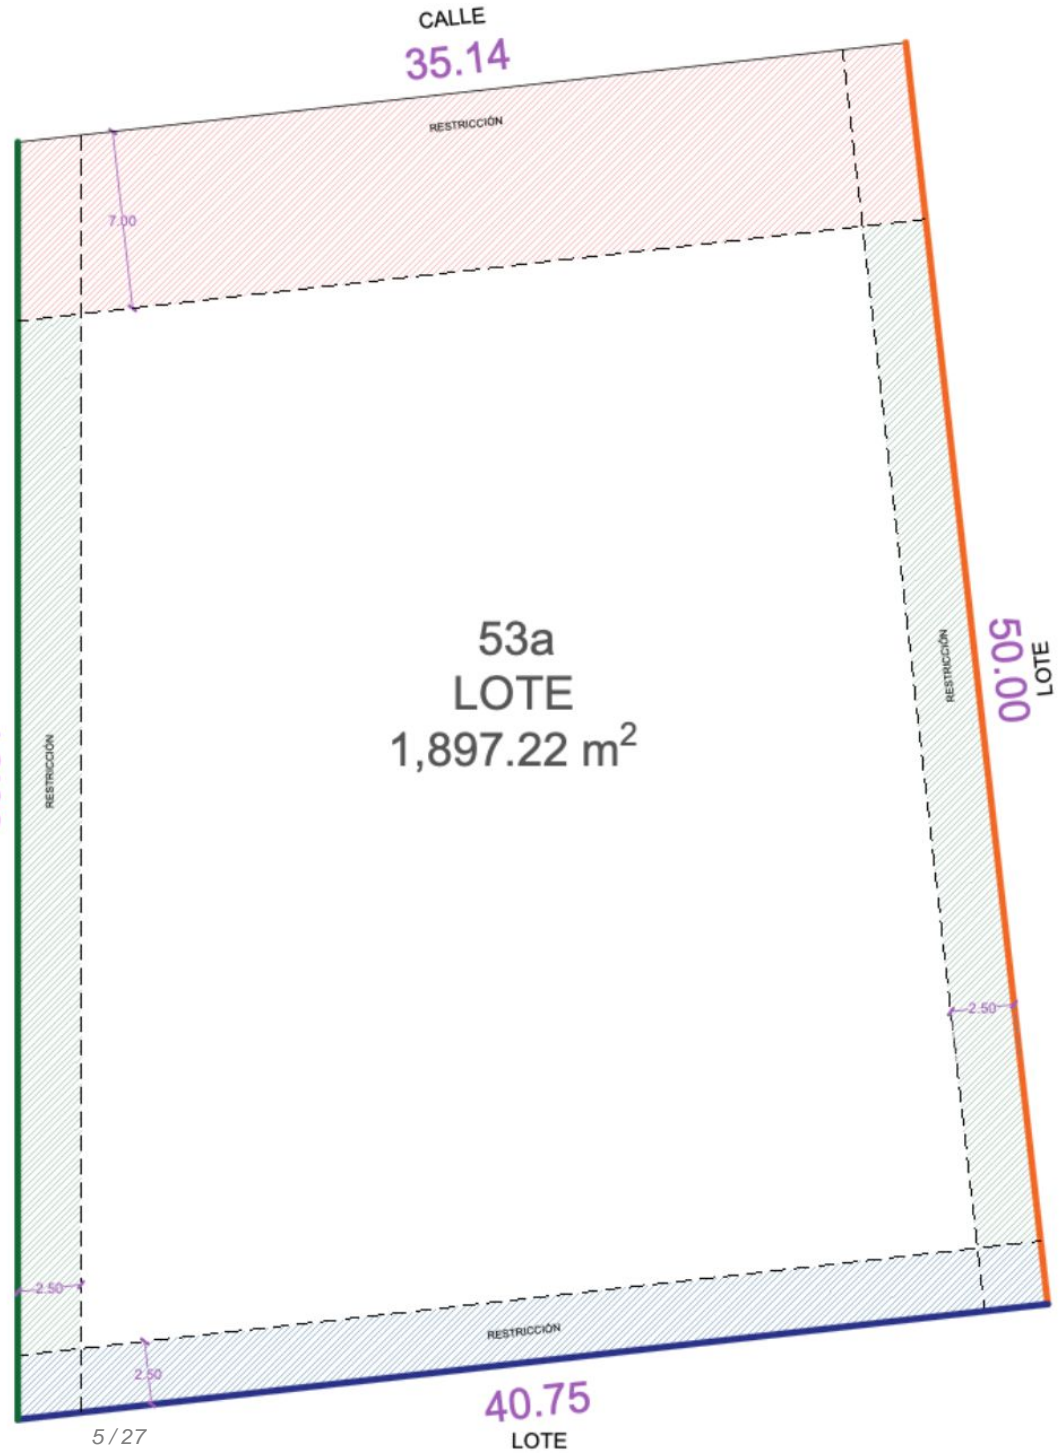 CALLE
35.14
RESTRICCIÓN
7.00
53a
LOTE
1,897.22 m²
RESTRICCIÓN
50.00
LOTE
RESTRICCIÓN
2.50
2.50
RESTRICCIÓN
2.50
40.75
LOTE
5 / 27